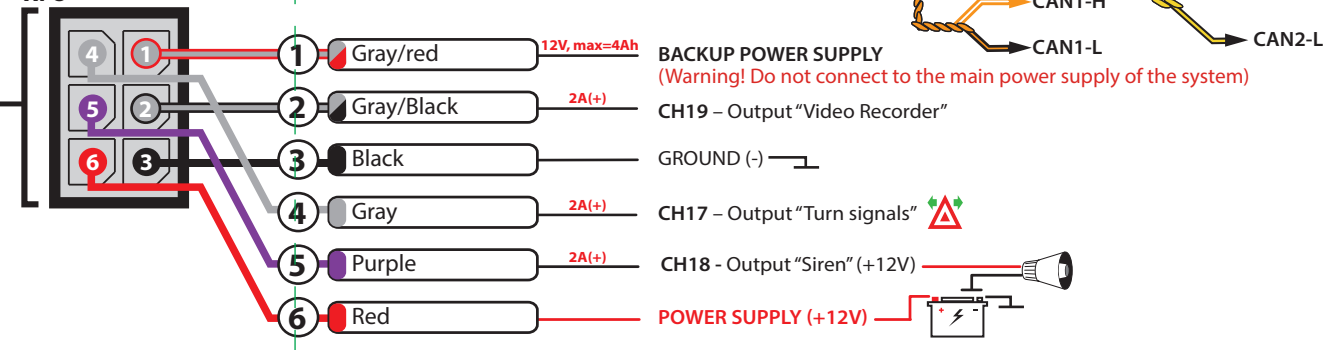 CAN1-H
CAN1-L
CAN2-L
4 1
5 2
6 3
1 Gray/red 12V, max=4Ah BACKUP POWER SUPPLY
(Warning! Do not connect to the main power supply of the system)
2 Gray/Black 2A(+) CH19 – Output “Video Recorder”
3 Black GROUND (-)
4 Gray 2A(+) CH17 – Output “Turn signals”
5 Purple 2A(+) CH18 - Output “Siren” (+12V)
6 Red POWER SUPPLY (+12V)
+ -